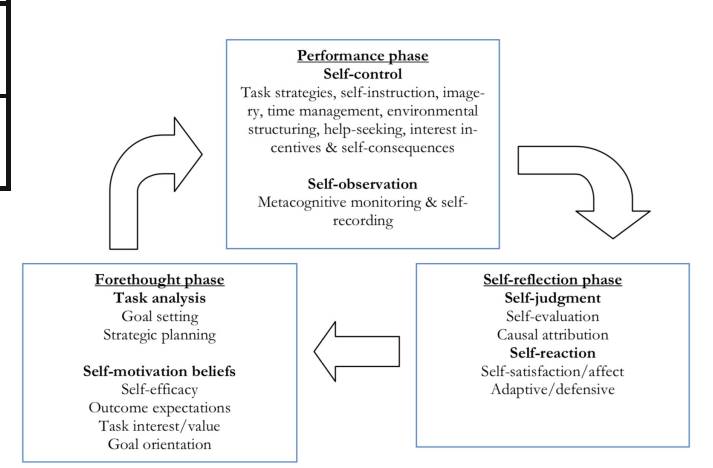 Performance phase
Self-control
Task strategies, self-instruction, image-
ry, time management, environmental
structuring, help-seeking, interest in-
centives & self-consequences
Self-observation
Metacognitive monitoring & self-
recording
Forethought phase
Task analysis
Goal setting
Strategic planning
Self-motivation beliefs
Self-efficacy
Outcome expectations
Task interest/value
Goal orientation
Self-reflection phase
Self-judgment
Self-evaluation
Causal attribution
Self-reaction
Self-satisfaction/affect
Adaptive/defensive